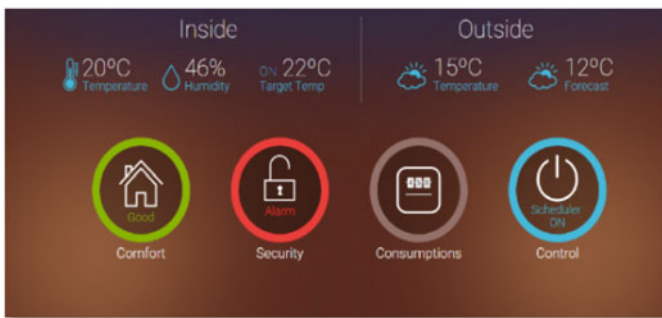 Inside
Outside
20ºC
Temperature
46%
Humidity
ON 22ºC
Target Temp
15ºC
Temperature
12ºC
Forecast
Good
Comfort
Alarm
Security
Consumptions
Scheduler
ON
Control